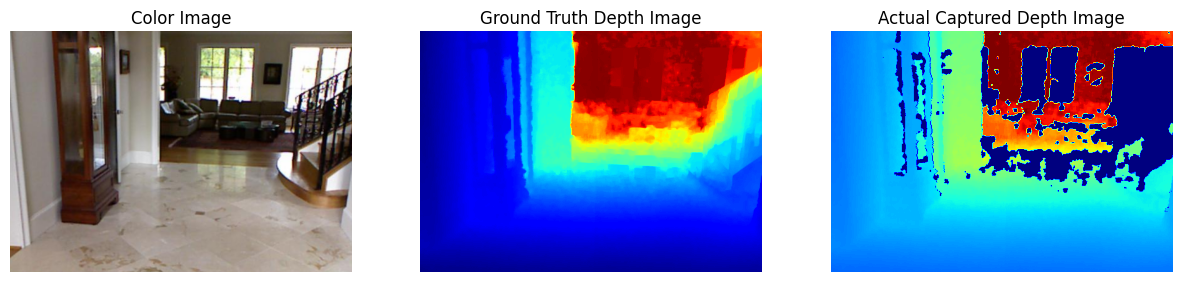 Color Image
Ground Truth Depth Image
Actual Captured Depth Image